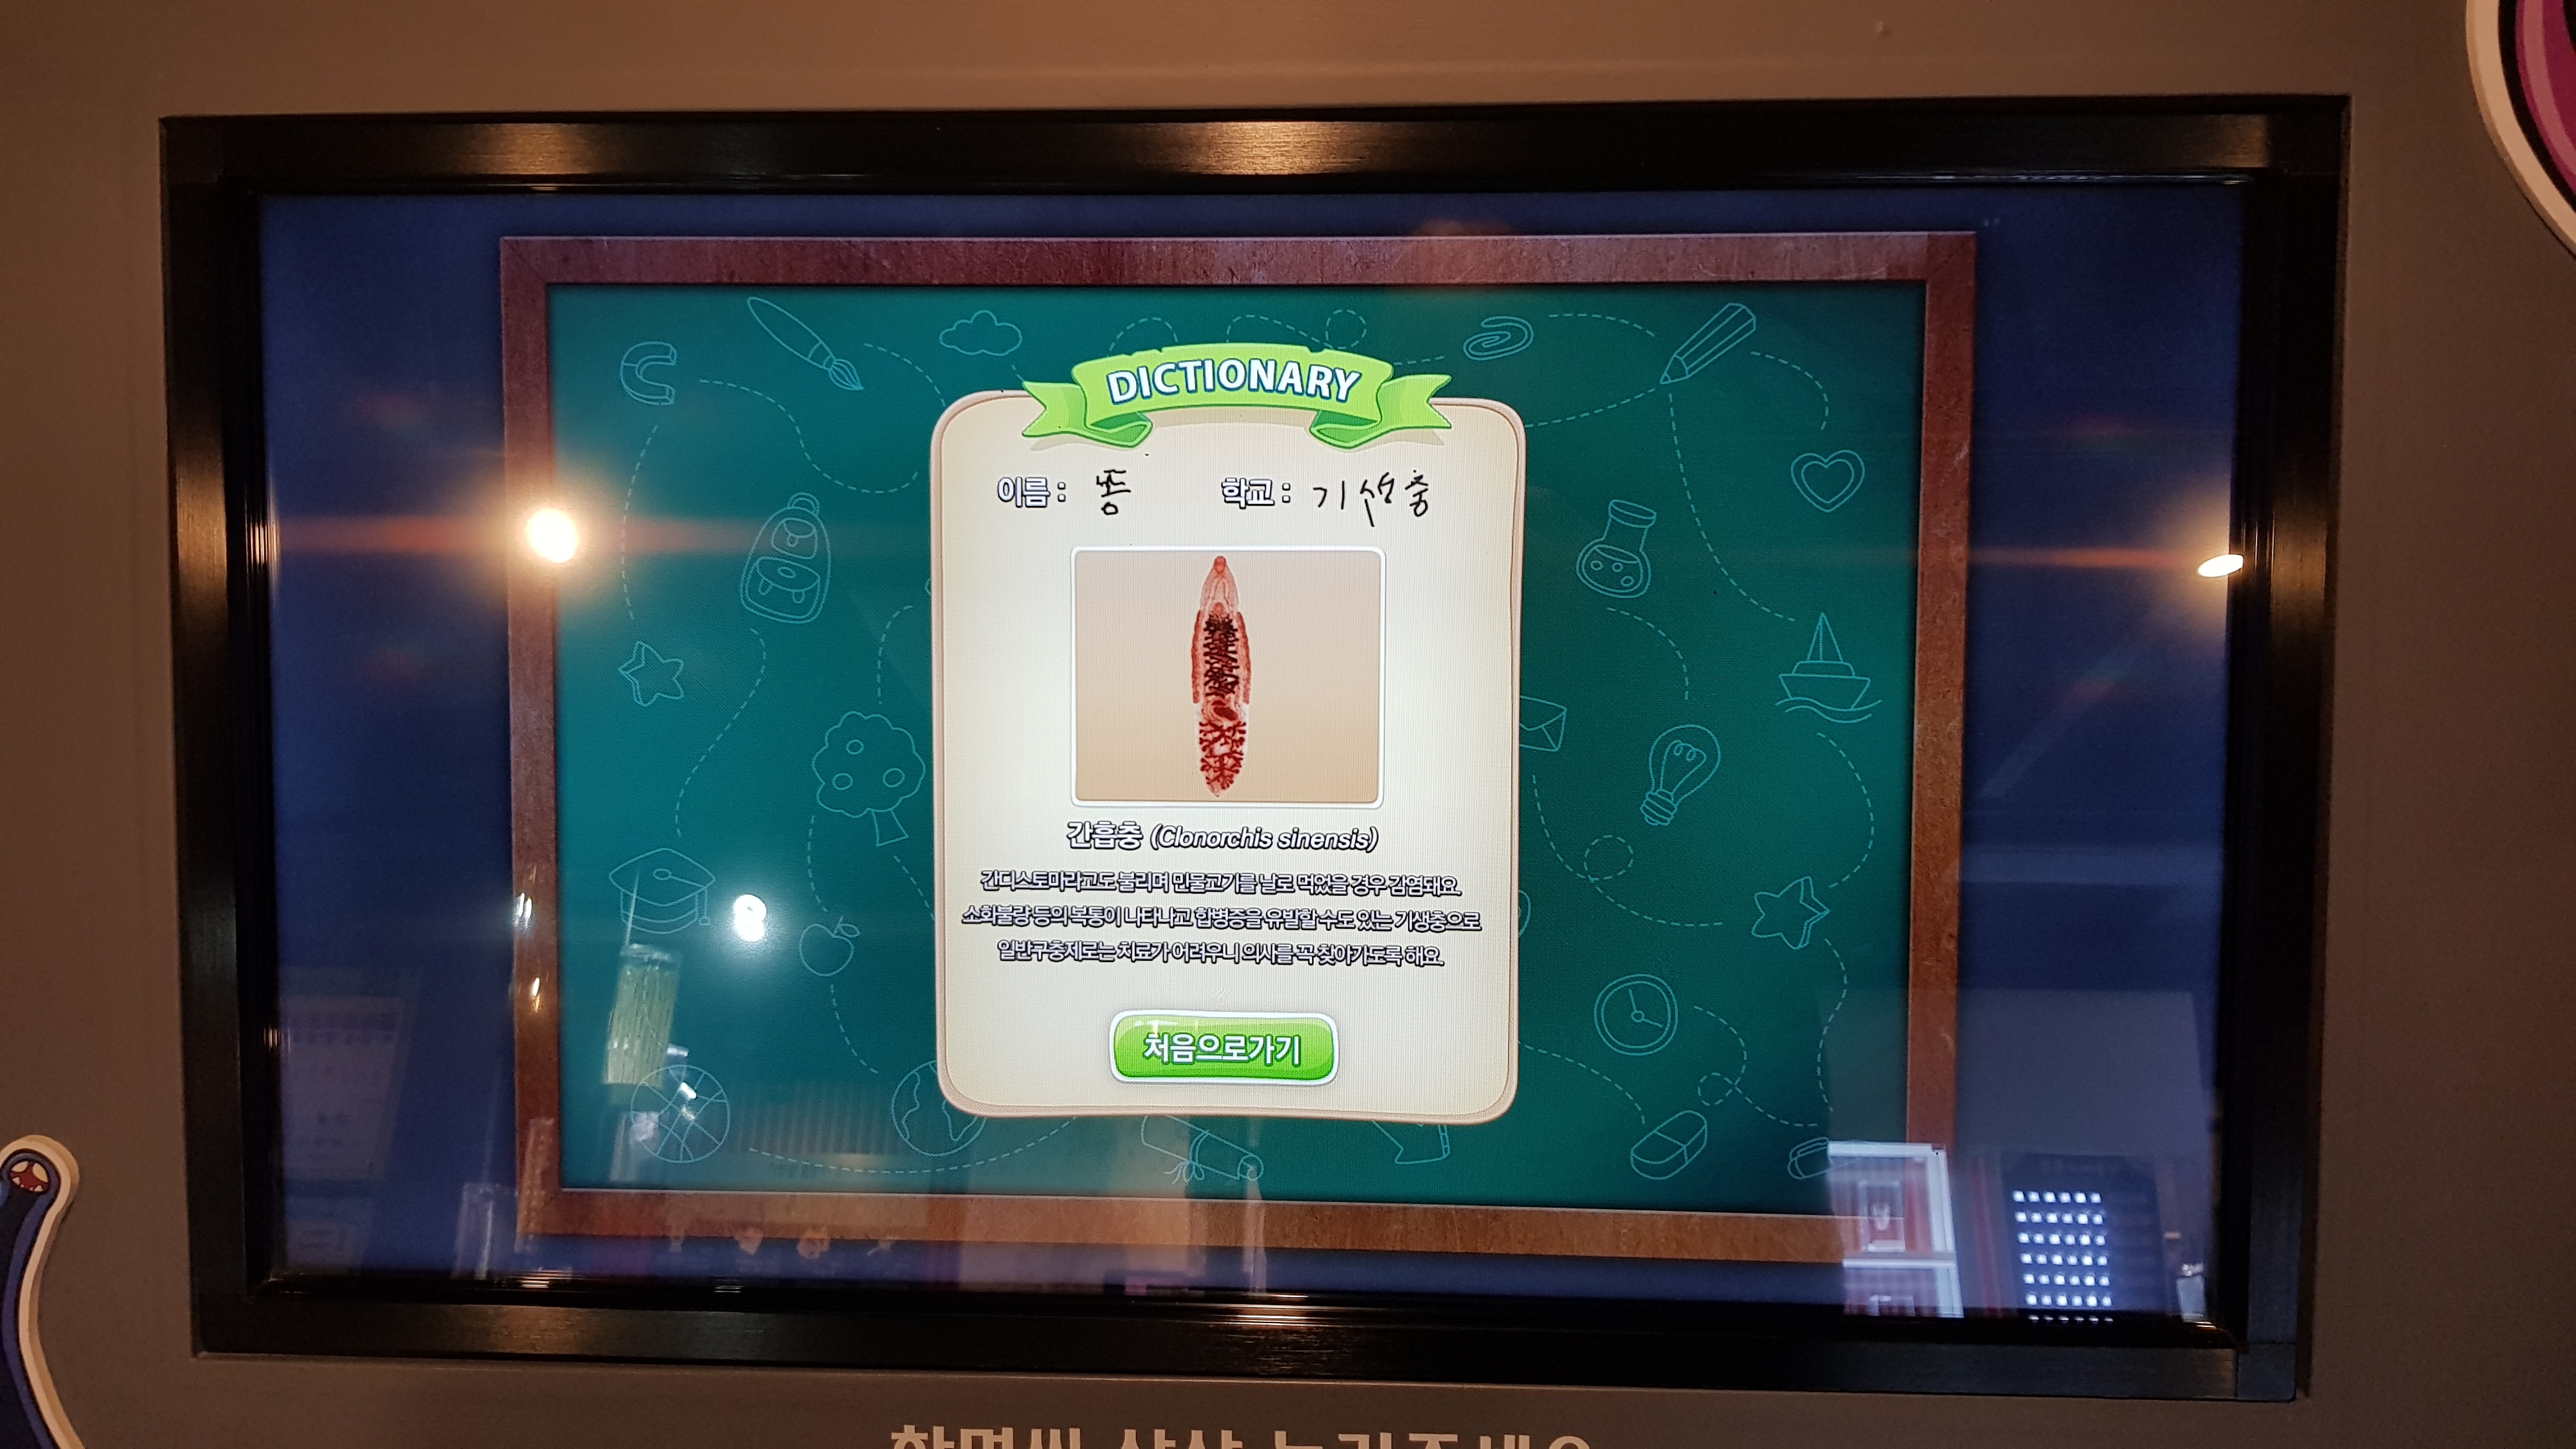 DICTIONARY
이름 : 똥 학교 : 기생충
간흡충 (Clonorchis sinensis)
간디스토마라고도 불리며 민물고기를 날로 먹었을 경우 감염돼요.
소화불량 등의 복통이 나타나고 합병증을 유발할 수도 있는 기생충으로
일반구충제로는 치료가 어려우니 의사를 꼭 찾아가도록 해요.
처음으로가기